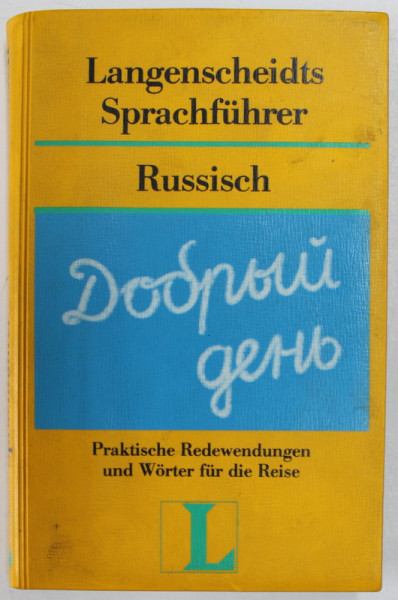 Langenscheidts
Sprachführer
Russisch
Добрый
день
Praktische Redewendungen
und Wörter für die Reise
L